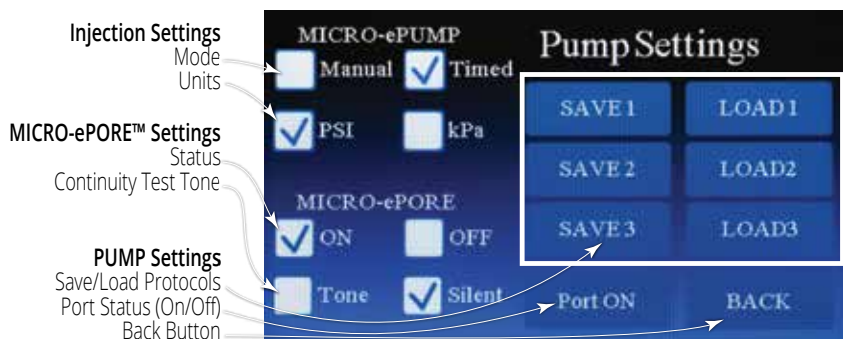 Injection Settings
Mode
Units
MICRO-ePORE™ Settings
Status
Continuity Test Tone
PUMP Settings
Save/Load Protocols
Port Status (On/Off)
Back Button
MICRO-ePUMP
Manual Timed
PSI kPa
MICRO-ePORE
ON OFF
Tone Silent
Pump Settings
SAVE 1 LOAD 1
SAVE 2 LOAD2
SAVE 3 LOAD3
Port ON BACK